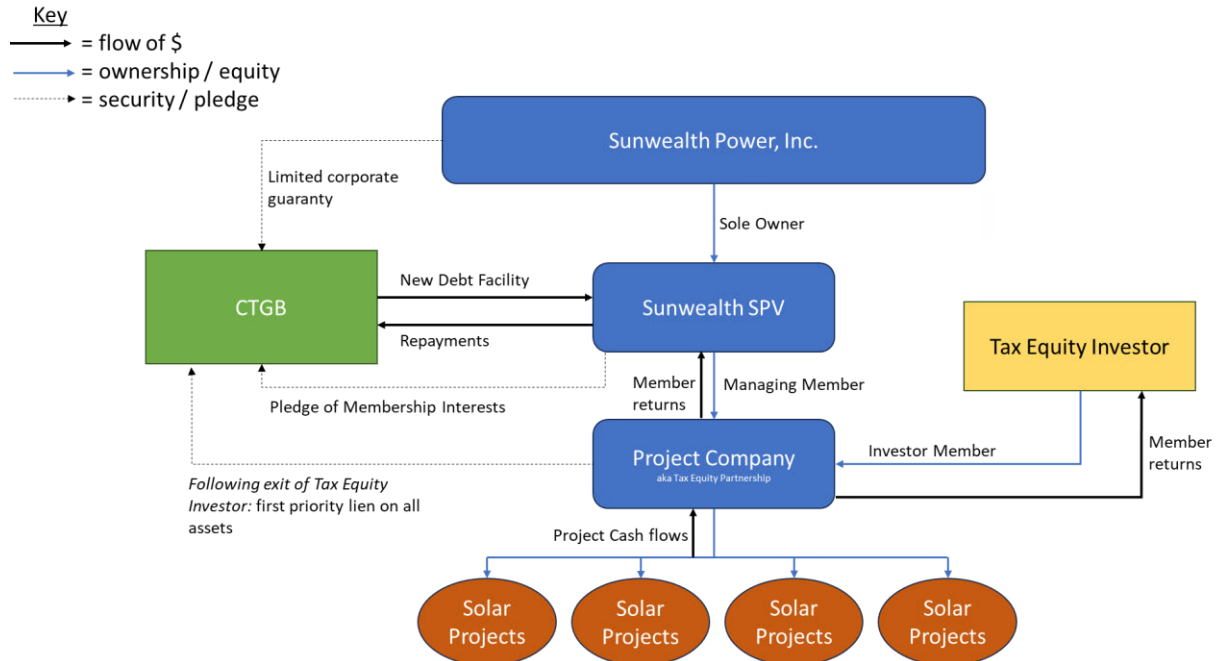 Key
= flow of $
= ownership / equity
= security / pledge
Sunwealth Power, Inc.
Limited corporate
guaranty
Sole Owner
CTGB
New Debt Facility
Repayments
Sunwealth SPV
Tax Equity Investor
Pledge of Membership Interests
Member
returns
Managing Member
Project Company
aka Tax Equity Partnership
Investor Member
Member
returns
Following exit of Tax Equity
Investor: first priority lien on all
assets
Project Cash flows
Solar
Projects
Solar
Projects
Solar
Projects
Solar
Projects